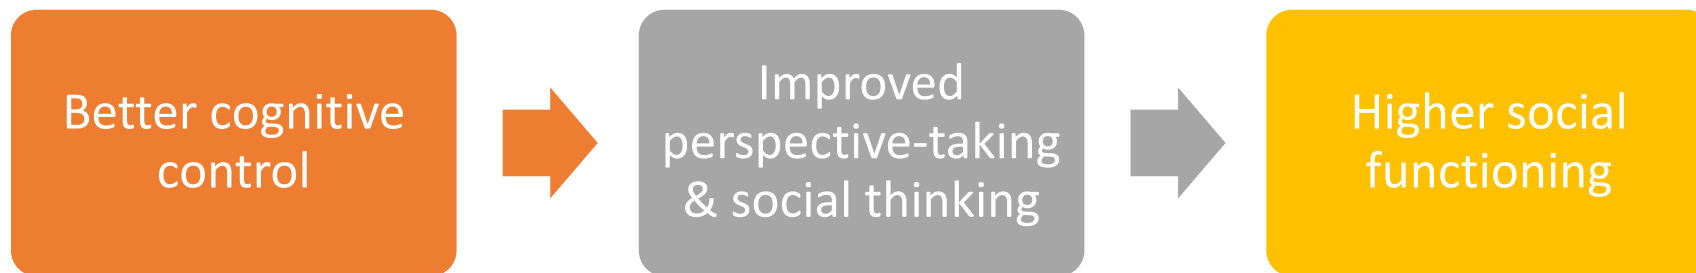 Better cognitive
control
Improved
perspective-taking
& social thinking
Higher social
functioning